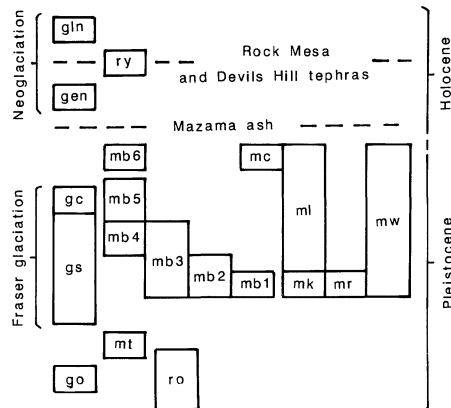 Neoglaciation
gln
ry
Rock Mesa
and Devils Hill tephras
gen
Holocene
Mazama ash
mb6
mc
Fraser glaciation
gc
mb5
ml
mw
gs
mb4
mb3
mb2
mb1
mk
mr
Pleistocene
mt
go
ro